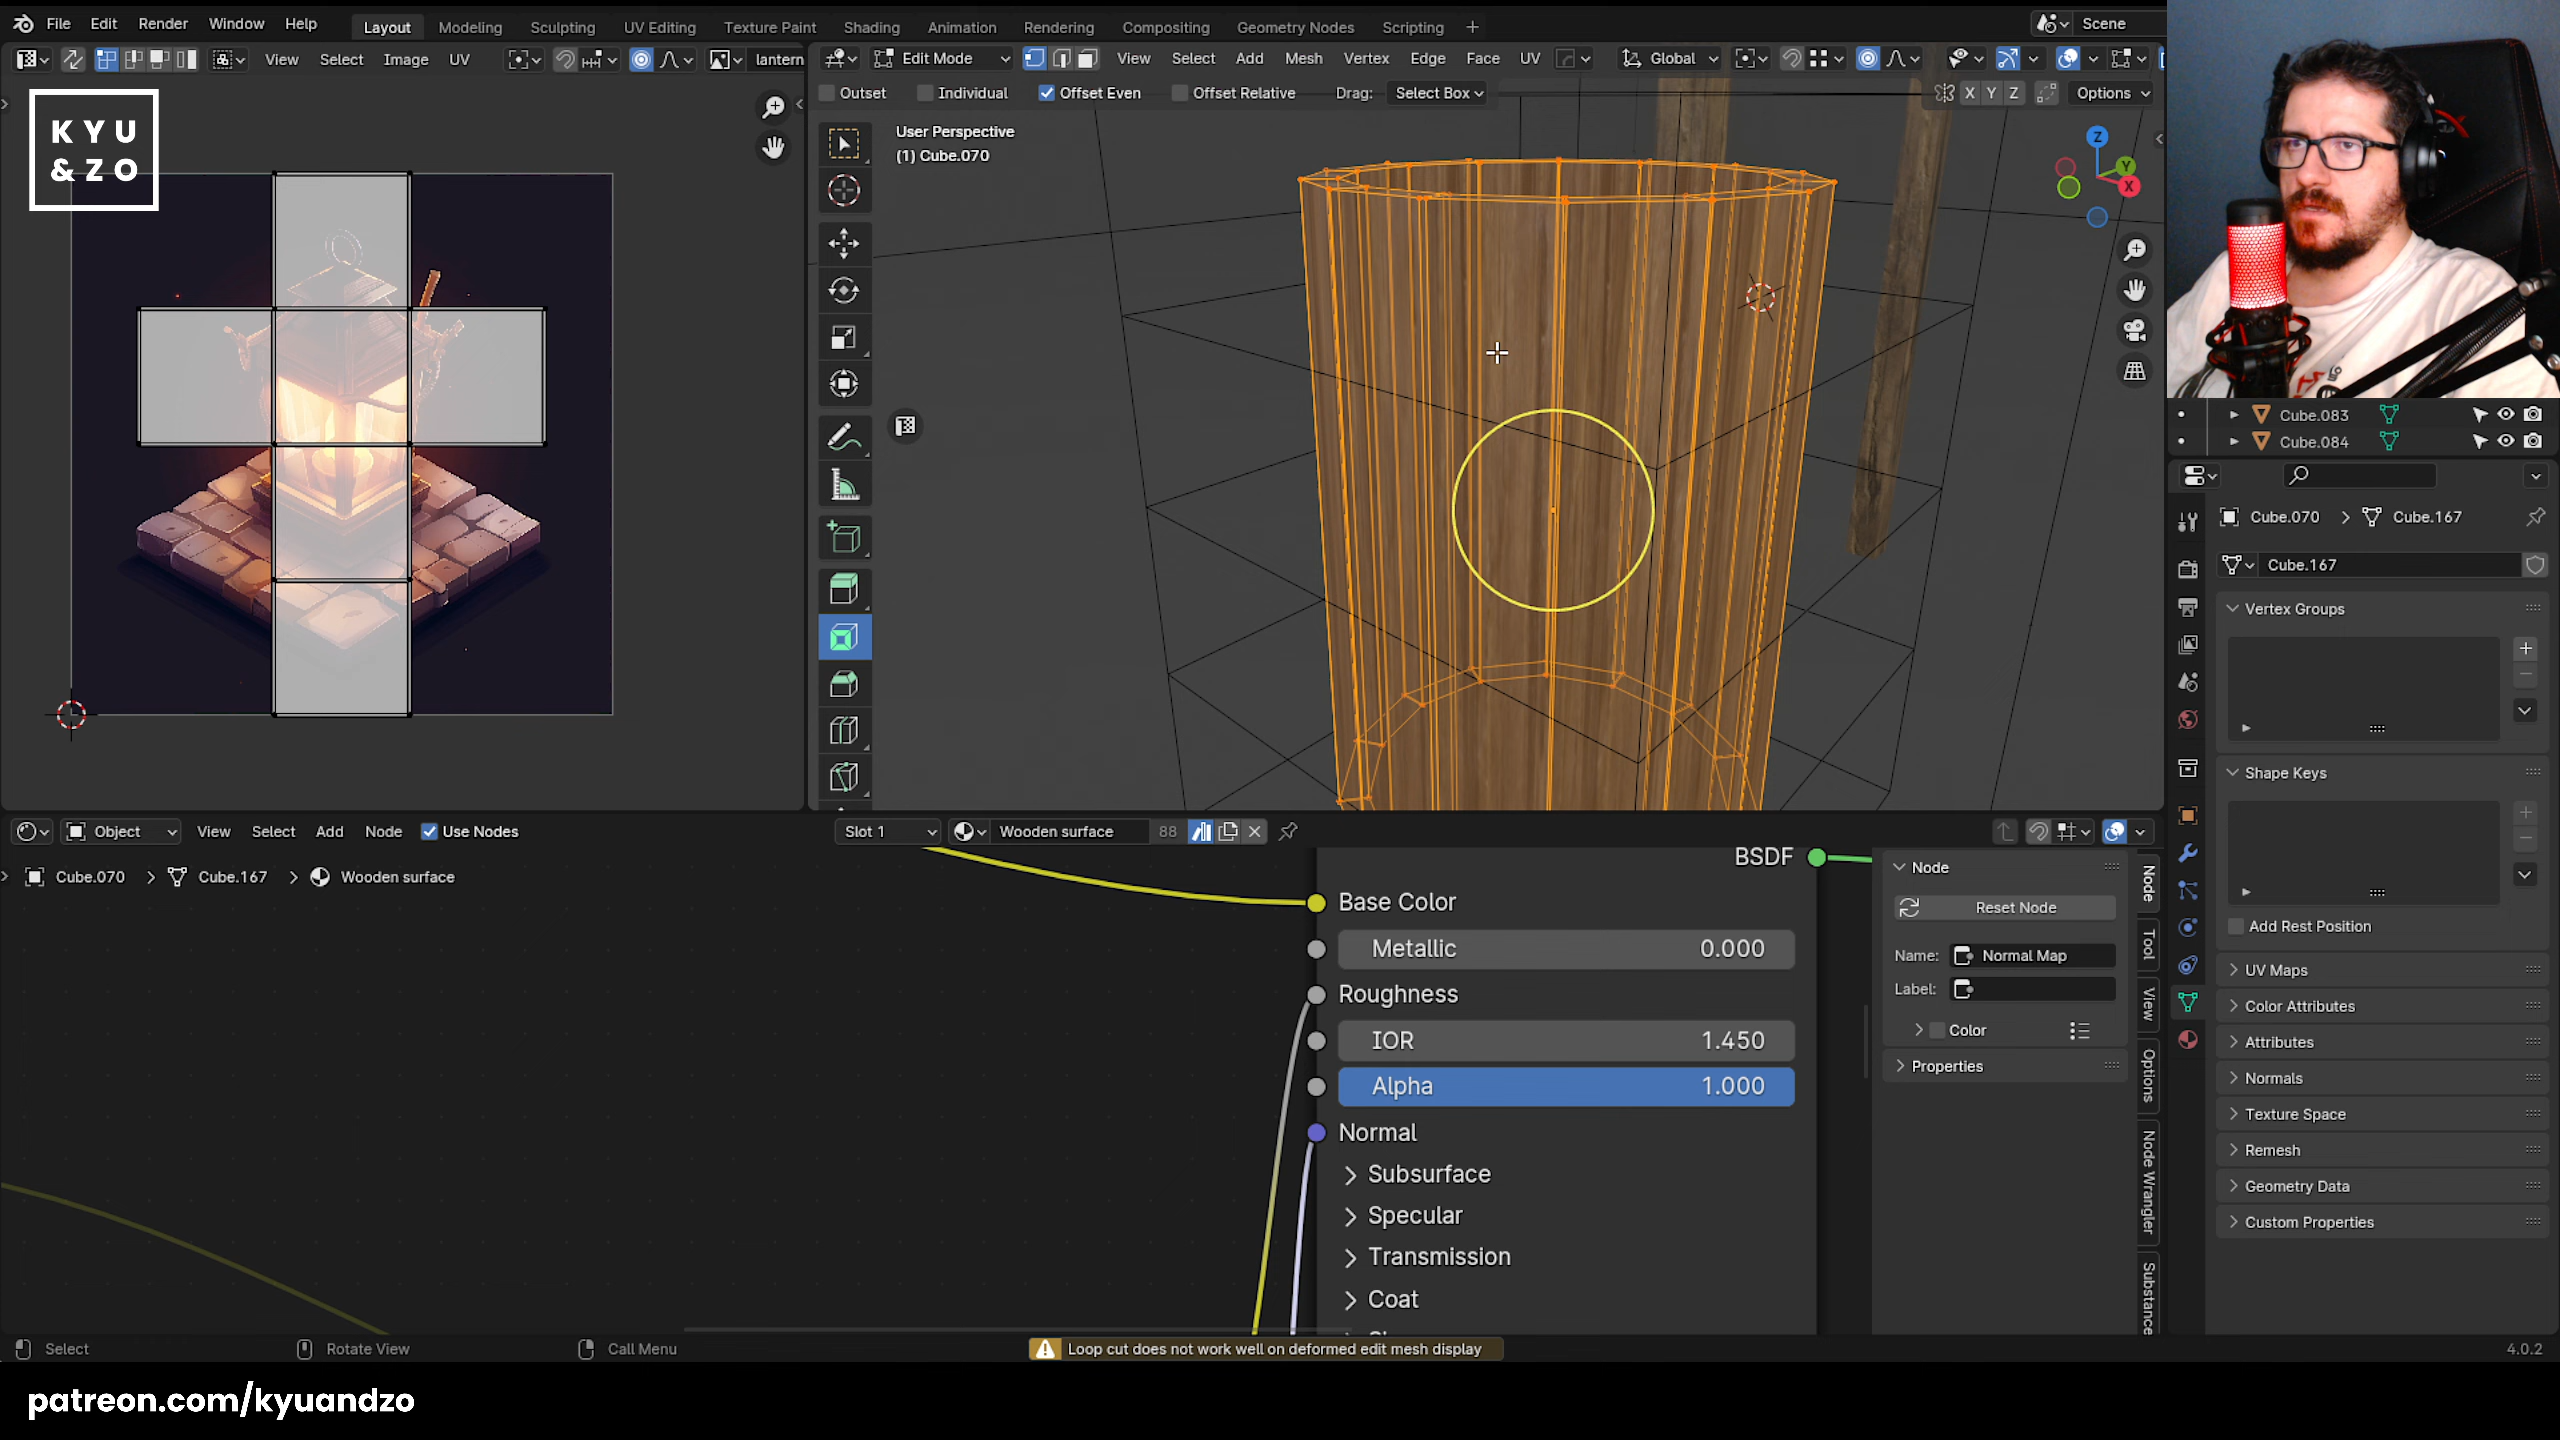 File Edit Render Window Help Layout Modeling Sculpting UV Editing Texture Paint Shading Animation Rendering Compositing Geometry Nodes Scripting + Scene
View Select Image UV lantern Edit Mode View Select Add Mesh Vertex Edge Face UV Global
Outset Individual Offset Even Offset Relative Drag: Select Box X Y Z Options
KYU
&ZO
User Perspective
(1) Cube.070
Z
Y
X
Cube.083
Cube.084
Cube.070 > Cube.167
Cube.167
Vertex Groups
Shape Keys
Add Rest Position
UV Maps
Color Attributes
Attributes
Normals
Texture Space
Remesh
Geometry Data
Custom Properties
Object View Select Add Node Use Nodes Slot 1 Wooden surface 88
Cube.070 > Cube.167 > Wooden surface
BSDF
Base Color
Metallic 0.000
Roughness
IOR 1.450
Alpha 1.000
Normal
Subsurface
Specular
Transmission
Coat
Node
Reset Node
Name: Normal Map
Label:
Color
Properties
Node
Tool
View
Options
Node Wrangler
Substance
Select Rotate View Call Menu Loop cut does not work well on deformed edit mesh display 4.0.2
patreon.com/kyuandzo